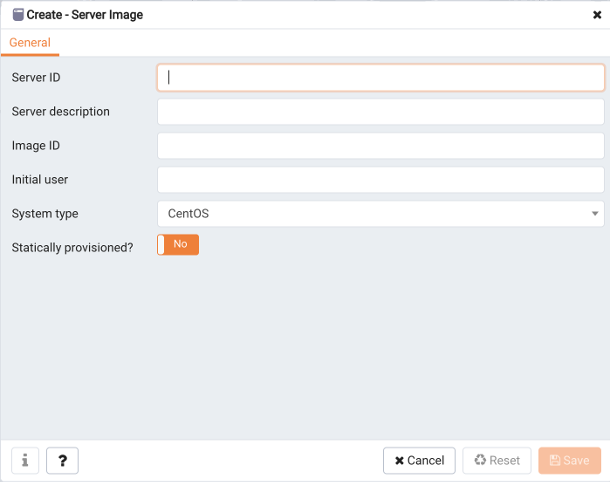 Create - Server Image
General
Server ID
Server description
Image ID
Initial user
System type
CentOS
Statically provisioned?
No
i
?
Cancel
Reset
Save